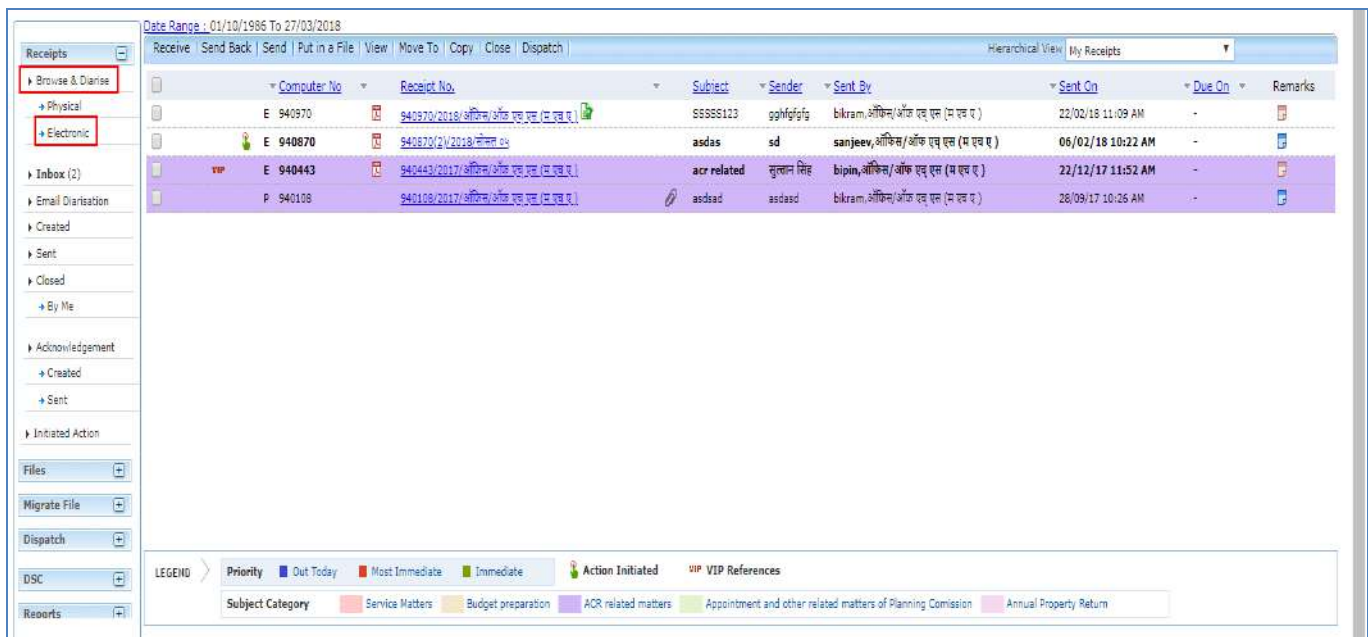 Date Range : 01/10/1986 To 27/03/2018
Receipts
Receive | Send Back | Send | Put in a File | View | Move To | Copy | Close | Dispatch |
Hierarchical View My Receipts
Browse & Diarise
Physical
Electronic
Inbox (2)
Email Diarisation
Created
Sent
Closed
By Me
Acknowledgement
Created
Sent
Initiated Action
Files
Migrate File
Dispatch
DSC
Reports
Computer No Receipt No. Subject Sender Sent By Sent On Due On Remarks
E 940970 940970/2018/ऑफिस/ऑफ एच् एस (म एच ए) SSSSS123 gghfgfgfg bikram,ऑफिस/ऑफ एच् एस (म एच ए ) 22/02/18 11:09 AM -
E 940870 940870(2)/2018/ asdas sd sanjeev,ऑफिस/ऑफ एच् एस (म एच ए ) 06/02/18 10:22 AM -
VIP E 940443 940443/2017/ऑफिस/ऑफ एच् एस (म एच ए ) acr related सुल्तान सिंह bipin,ऑफिस/ऑफ एच् एस (म एच ए ) 22/12/17 11:52 AM -
P 940108 940108/2017/ऑफिस/ऑफ एच् एस (म एच ए ) asdsad asdasd bikram,ऑफिस/ऑफ एच् एस (म एच ए ) 28/09/17 10:26 AM -
LEGEND Priority Out Today Most Immediate Immediate Action Initiated VIP VIP References
Subject Category Service Matters Budget preparation ACR related matters Appointment and other related matters of Planning Comission Annual Property Return